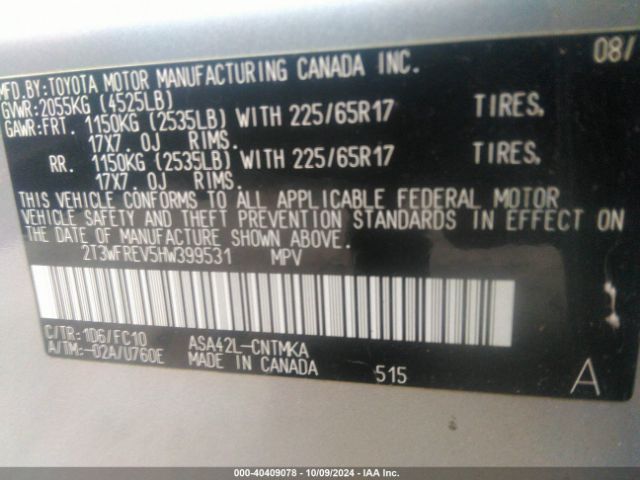 MFD.BY:TOYOTA MOTOR MANUFACTURING CANADA INC. 08/
GVWR:2055KG (4525LB)
GAWR:FRT. 1150KG (2535LB) WITH 225/65R17 TIRES,
17X7.0J RIMS.
RR. 1150KG (2535LB) WITH 225/65R17 TIRES,
17X7.0J RIMS.
THIS VEHICLE CONFORMS TO ALL APPLICABLE FEDERAL MOTOR
VEHICLE SAFETY AND THEFT PREVENTION STANDARDS IN EFFECT ON
THE DATE OF MANUFACTURE SHOWN ABOVE.
2T3WFREV5HW399531 MPV
C/TR:1D6/FC10 ASA42L-CNTMKA
A/TM:-02A/U760E MADE IN CANADA 515 A
000-40409078 - 10/09/2024 - IAA Inc.